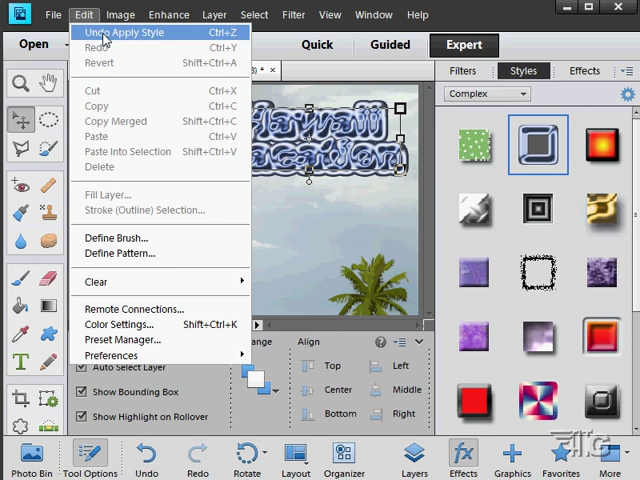 File Edit Image Enhance Layer Select Filter View Window Help
Open Quick Guided Expert
Undo Apply Style Ctrl+Z
Redo Ctrl+Y
Revert Shift+Ctrl+A
Cut Ctrl+X
Copy Ctrl+C
Copy Merged Shift+Ctrl+C
Paste Ctrl+V
Paste Into Selection Shift+Ctrl+V
Delete
Fill Layer...
Stroke (Outline) Selection...
Define Brush...
Define Pattern...
Clear
Remote Connections...
Color Settings... Shift+Ctrl+K
Preset Manager...
Preferences
Hawaii
Vacation
Filters Styles Effects
Complex
Align
Auto Select Layer
Show Bounding Box
Show Highlight on Rollover
Top Left
Center Middle
Bottom Right
Photo Bin Tool Options Undo Redo Rotate Layout Organizer Layers Effects Graphics Favorites More